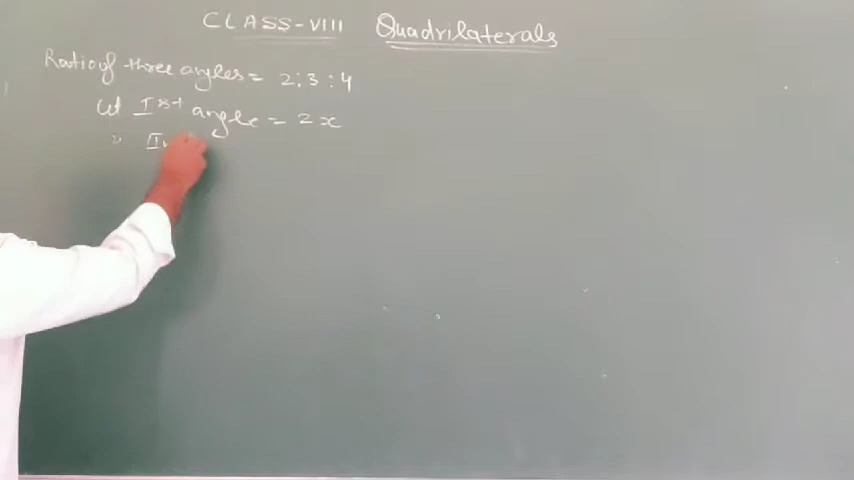 CLASS-VIII Quadrilaterals
Ratio of three angles = 2:3:4
Let Ist angle = 2x
" II